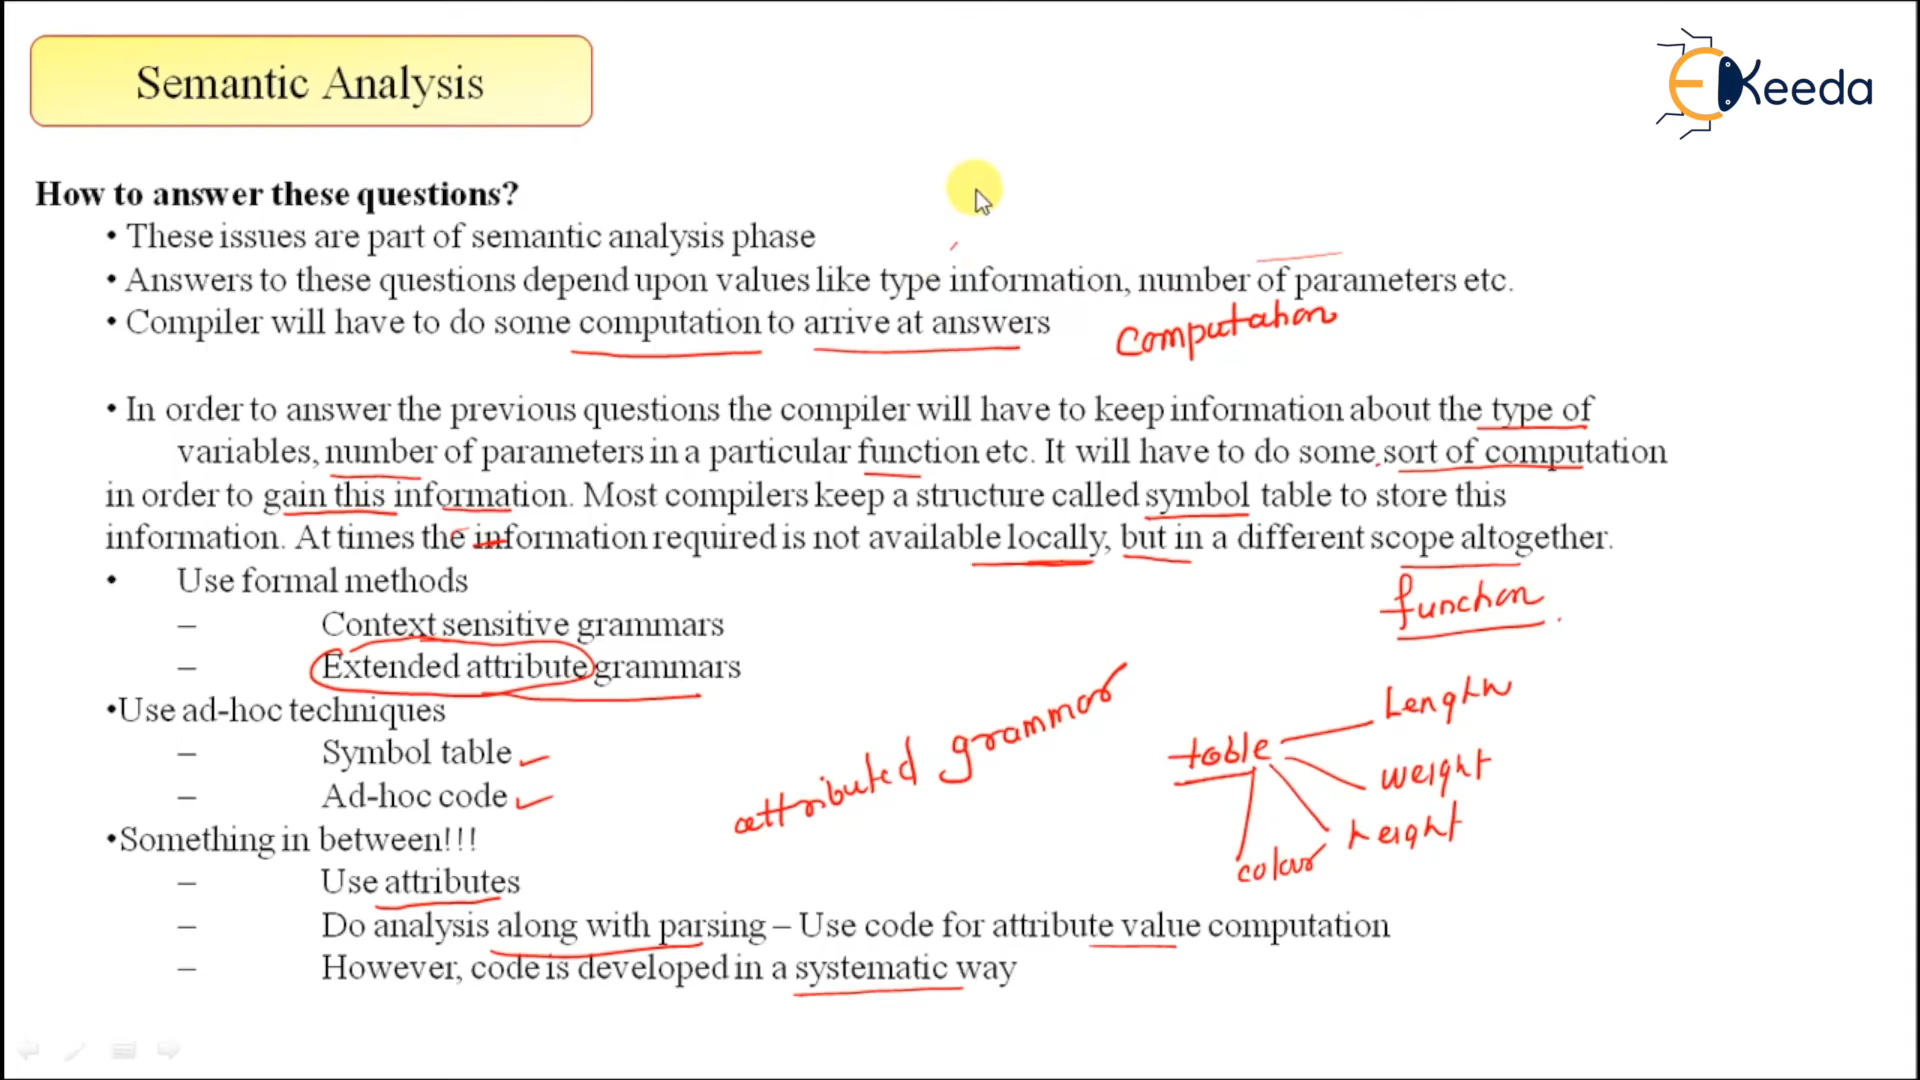 Semantic Analysis
EKeeda
How to answer these questions?
• These issues are part of semantic analysis phase
• Answers to these questions depend upon values like type information, number of parameters etc.
• Compiler will have to do some computation to arrive at answers
Computation
• In order to answer the previous questions the compiler will have to keep information about the type of
variables, number of parameters in a particular function etc. It will have to do some sort of computation
in order to gain this information. Most compilers keep a structure called symbol table to store this
information. At times the information required is not available locally, but in a different scope altogether.
• Use formal methods
function
– Context sensitive grammars
– Extended attribute grammars
•Use ad-hoc techniques
– Symbol table
– Ad-hoc code
attributed grammar
table
Length
weight
height
colour
•Something in between!!!
– Use attributes
– Do analysis along with parsing – Use code for attribute value computation
– However, code is developed in a systematic way